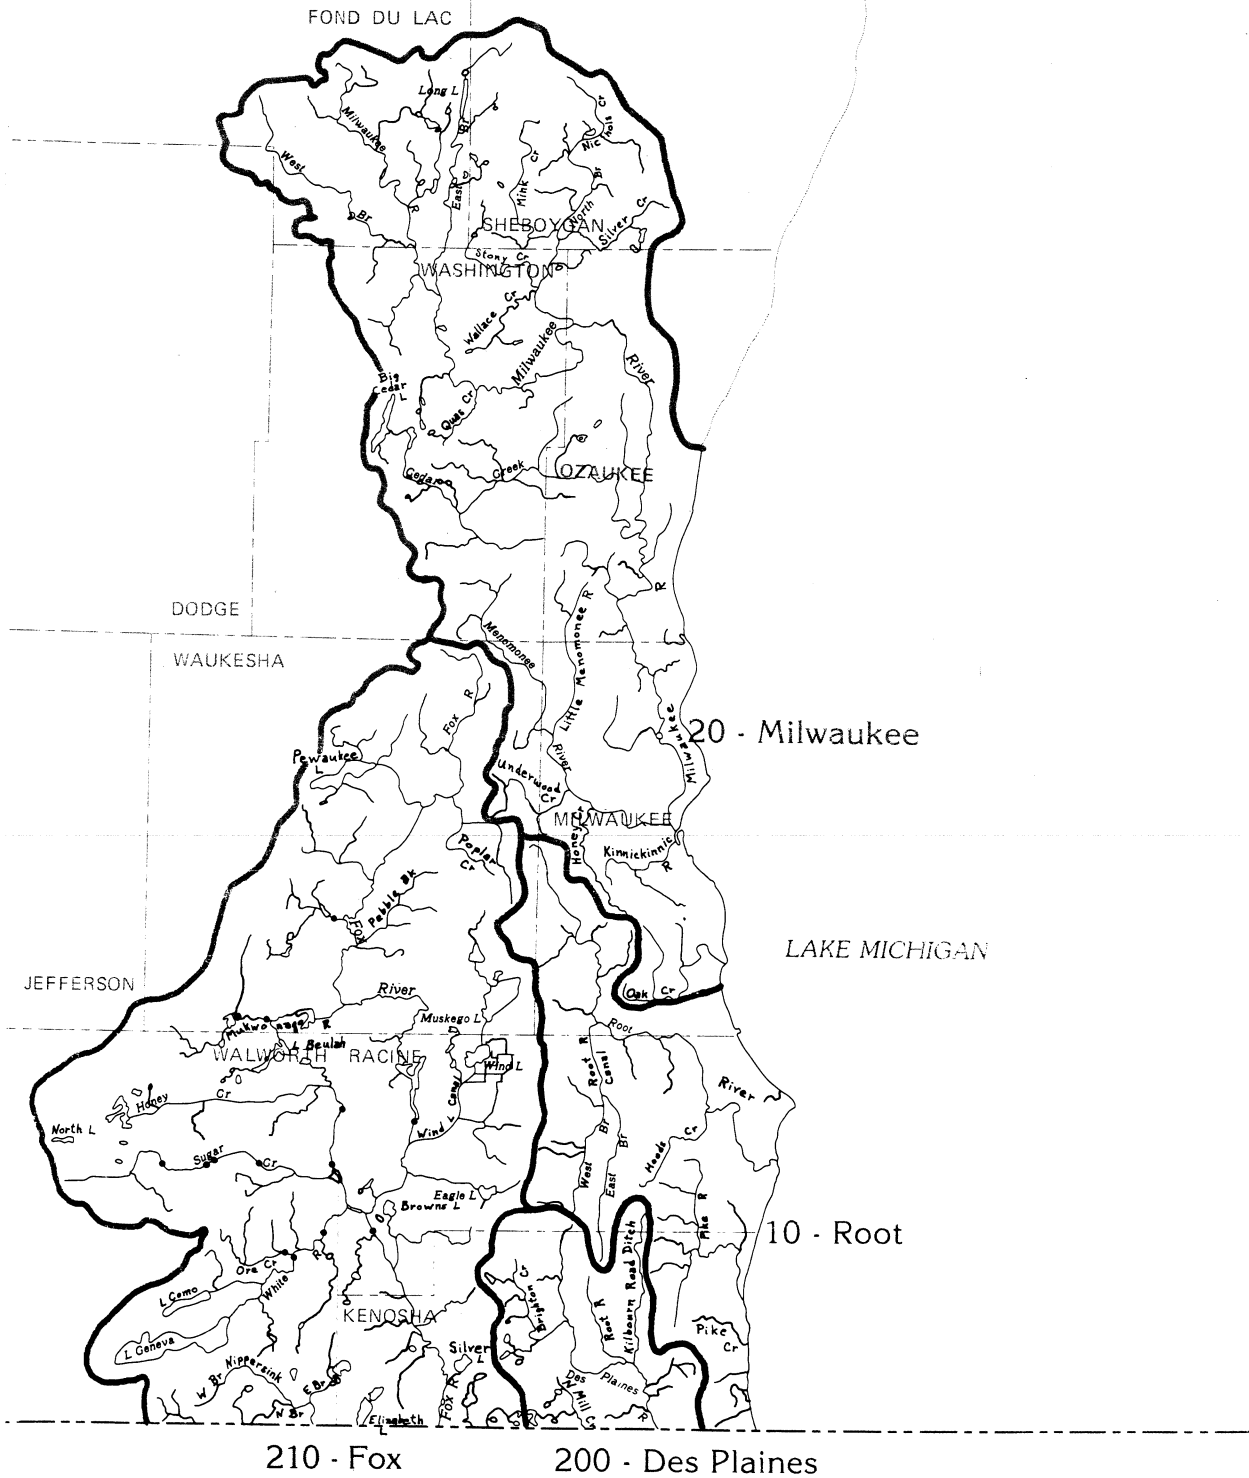 FOND DU LAC
Long L
Cr
Nichols
Milwaukee
Br
West
Br
East
Mink Cr
Br
North
Silver Cr
R
SHEBOYGAN
Stony Cr
WASHINGTON
Wallace Cr
Milwaukee
River
Big
Cedar
L
Quas Cr
Cedar
Creek
OZAUKEE
R
DODGE
Menomonee
Little Menomonee R
WAUKESHA
Fox R
Milwaukee
20 - Milwaukee
Pewaukee
L
River
Underwood
Cr
MILWAUKEE
Honey
Kinnickinnic
R
Poplar
Cr
Pebble Bk
Fox
LAKE MICHIGAN
JEFFERSON
River
Oak Cr
Muskego L
Mukwonago R
Root
L Beulah
WALWORTH RACINE
Wind L
Root R
Canal
River
Honey Cr
Wind L Canal
North L
Br
Br
Hoods Cr
Sugar Cr
West
East
Eagle L
Browns L
Pike R
10 - Root
Ore Cr
R
White
L Como
Brighton Cr
Root R
Kilbourn Road Ditch
KENOSHA
L Geneva
Silver
L
Pike
Cr
W Br Nippersink
E Br
N Br
Fox R
Des Plaines
R
N Mill
Cr
Elizabeth
L
210 - Fox
200 - Des Plaines